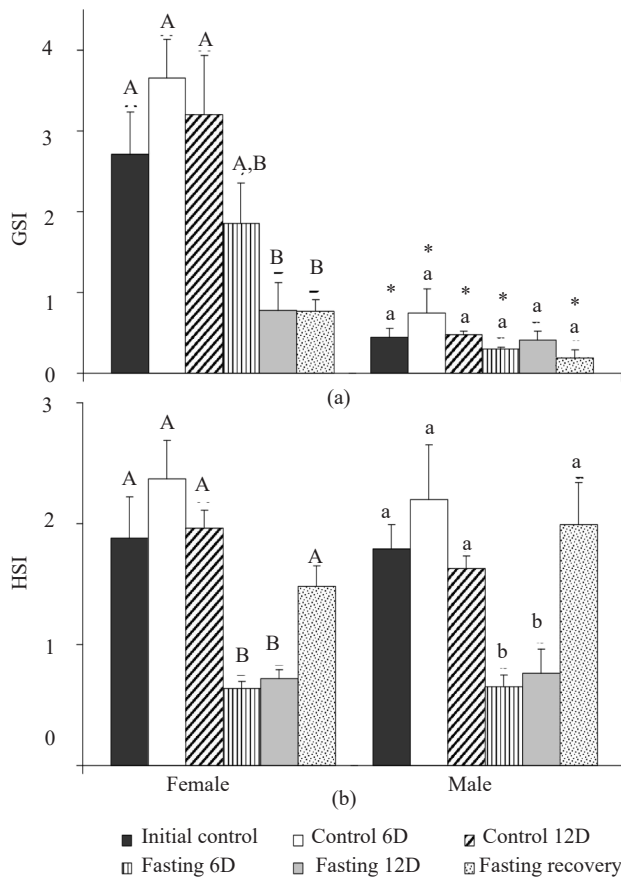 4
3
2
1
0
GSI
A
A
A
A,B
B
B
* * * * *
a a a a a a
(a)
3
2
1
0
HSI
A
A
A
B
B
A
a
a
a
b
b
a
Female Male
(b)
Initial control Control 6D Control 12D
Fasting 6D Fasting 12D Fasting recovery